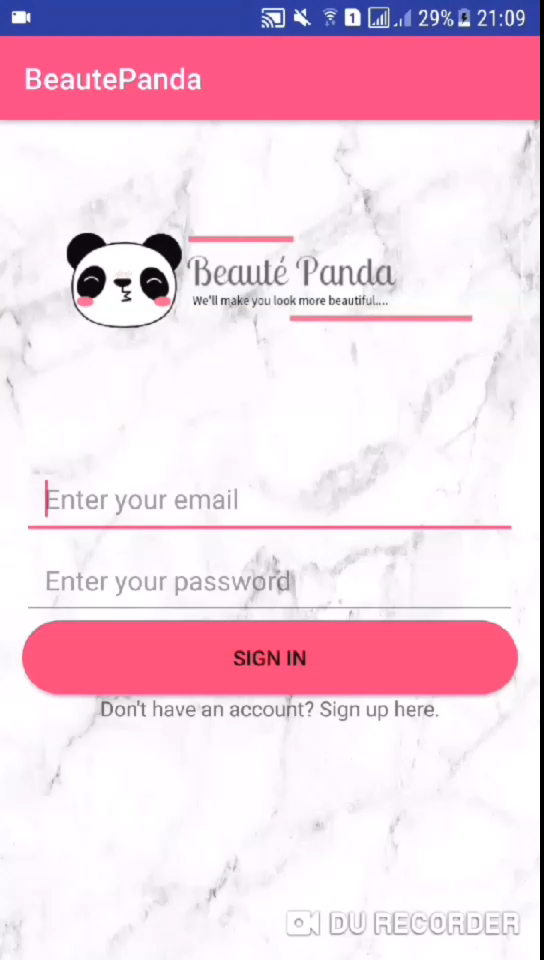 1 29% 21:09
BeautePanda
Beauté Panda
We'll make you look more beautiful....
Enter your email
Enter your password
SIGN IN
Don't have an account? Sign up here.
DU RECORDER